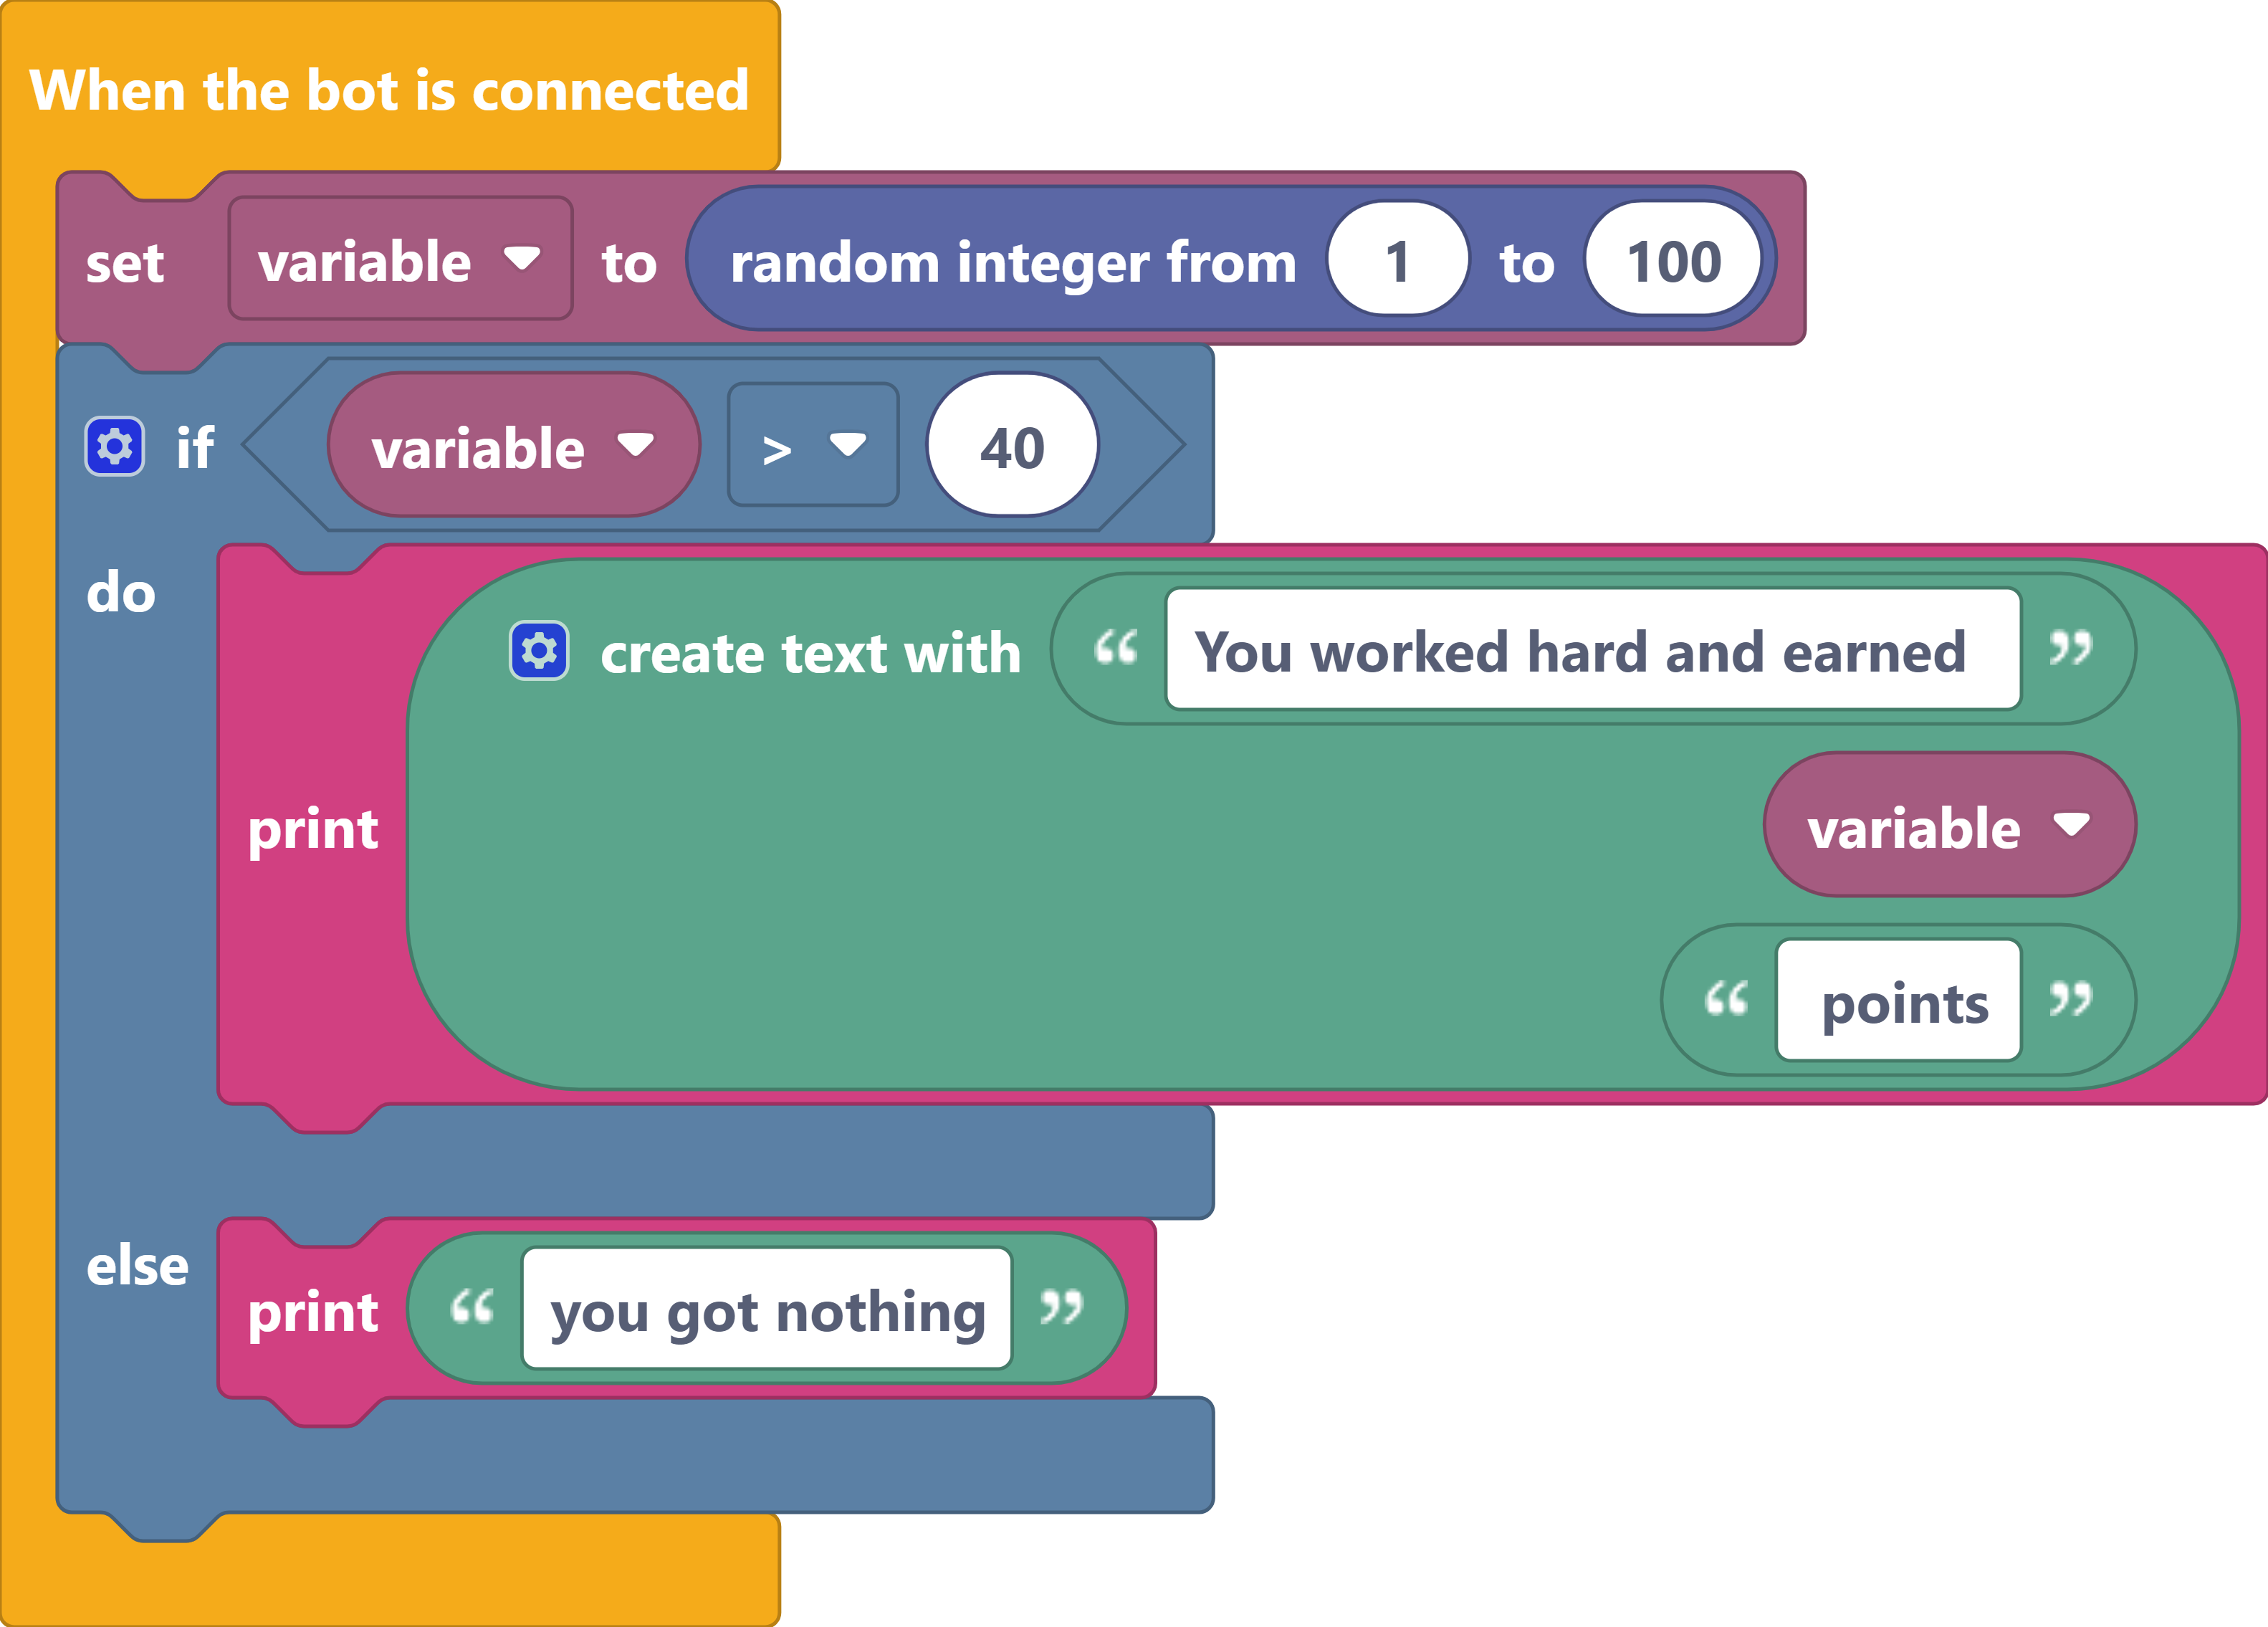 When the bot is connected
set variable to random integer from 1 to 100
if variable > 40
do
create text with “ You worked hard and earned ”
print variable
“ points ”
else
print “ you got nothing ”